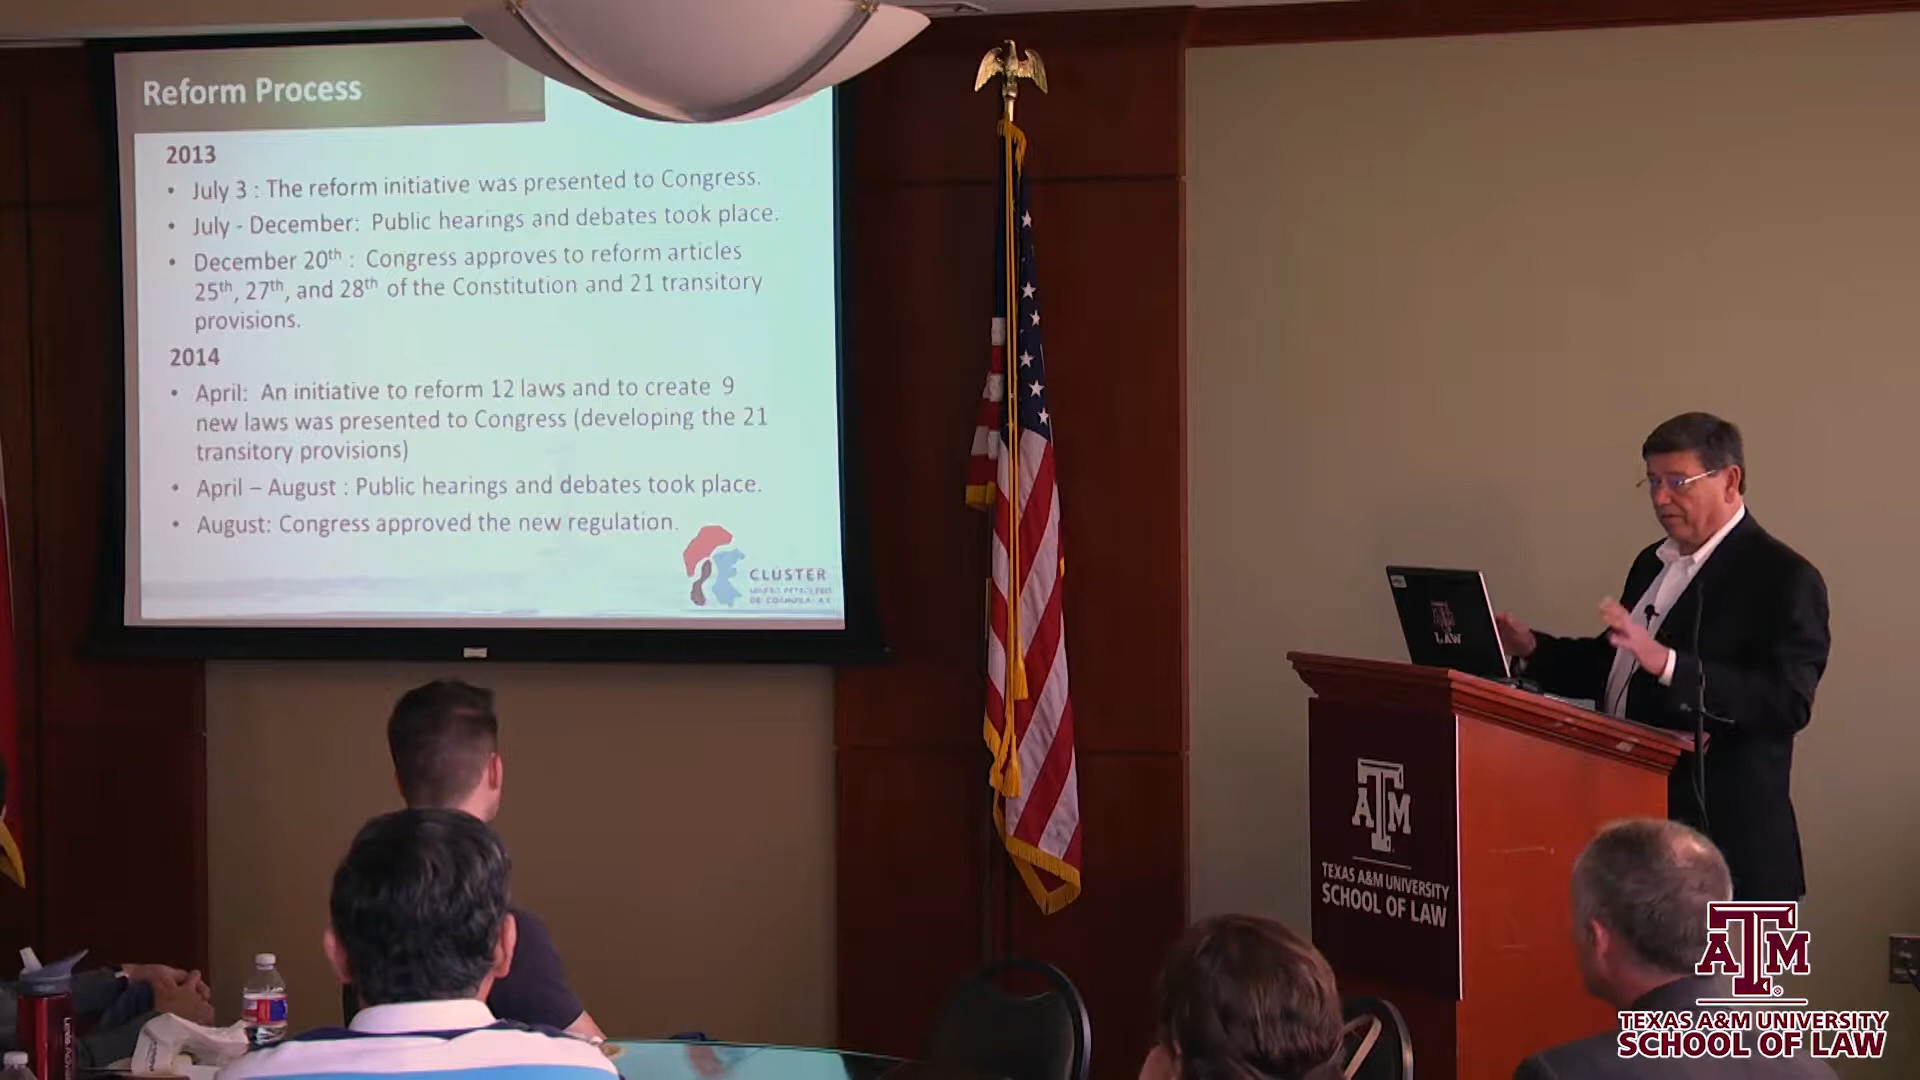 Reform Process
2013
• July 3 : The reform initiative was presented to Congress.
• July - December: Public hearings and debates took place.
• December 20th : Congress approves to reform articles
25th, 27th, and 28th of the Constitution and 21 transitory
provisions.
2014
• April: An initiative to reform 12 laws and to create 9
new laws was presented to Congress (developing the 21
transitory provisions)
• April – August : Public hearings and debates took place.
• August: Congress approved the new regulation.
CLUSTER
ATM
LAW
ATM
TEXAS A&M UNIVERSITY
SCHOOL OF LAW
ATM
TEXAS A&M UNIVERSITY
SCHOOL OF LAW